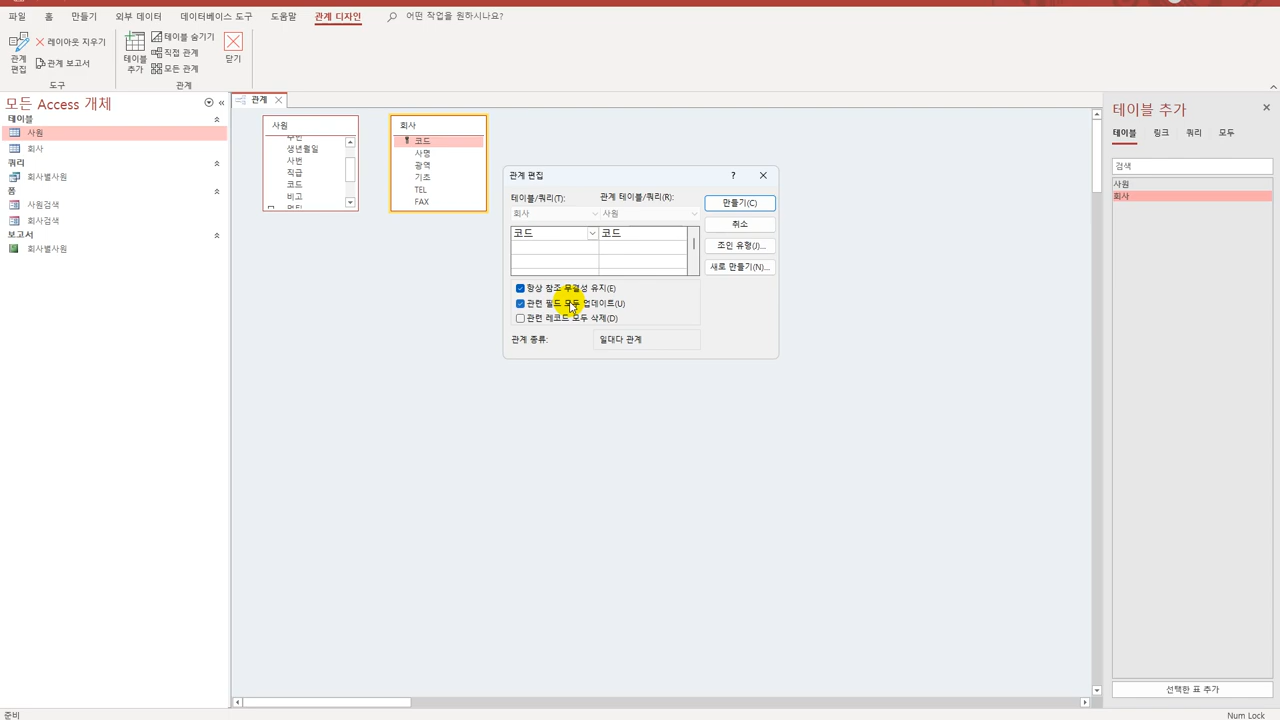 파일 홈 만들기 외부 데이터 데이터베이스 도구 도움말 관계 디자인 어떤 작업을 원하시나요?
관계 편집
레이아웃 지우기
관계 보고서
도구
테이블 추가
테이블 숨기기
직접 관계
모든 관계
닫기
관계
모든 Access 개체
테이블
사원
회사
쿼리
회사별사원
폼
사원검색
회사검색
보고서
회사별사원
관계
사원
생년월일
사번
직급
코드
비고
회사
코드
사명
광역
기초
TEL
FAX
관계 편집
?
테이블/쿼리(T): 관계 테이블/쿼리(R):
회사 사원
코드 코드
만들기(C)
취소
조인 유형(J)...
새로 만들기(N)...
항상 참조 무결성 유지(E)
관련 필드 모두 업데이트(U)
관련 레코드 모두 삭제(D)
관계 종류: 일대다 관계
테이블 추가
테이블 링크 쿼리 모두
검색
사원
회사
선택한 표 추가
준비
Num Lock